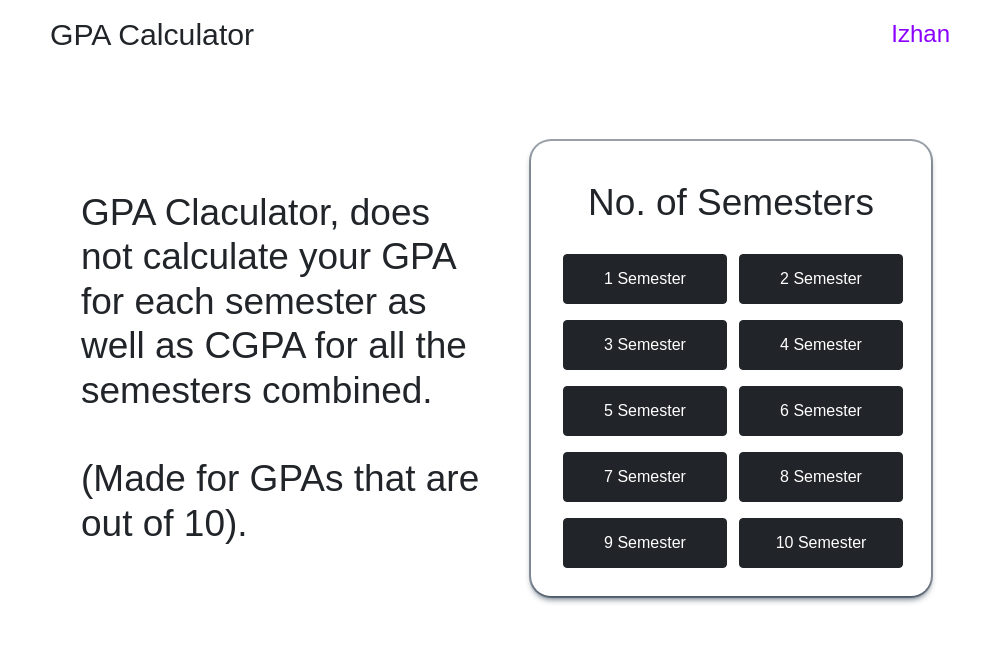 GPA Calculator
Izhan
GPA Claculator, does
not calculate your GPA
for each semester as
well as CGPA for all the
semesters combined.
(Made for GPAs that are
out of 10).
No. of Semesters
1 Semester
2 Semester
3 Semester
4 Semester
5 Semester
6 Semester
7 Semester
8 Semester
9 Semester
10 Semester